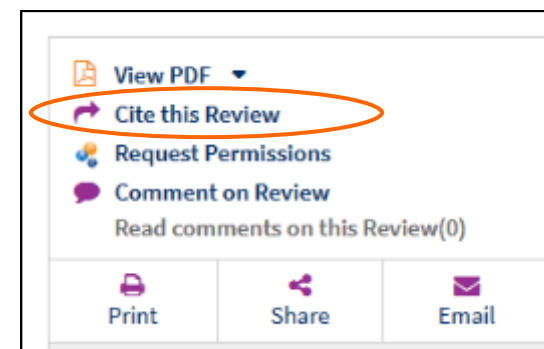 View PDF
Cite this Review
Request Permissions
Comment on Review
Read comments on this Review(0)
Print Share Email